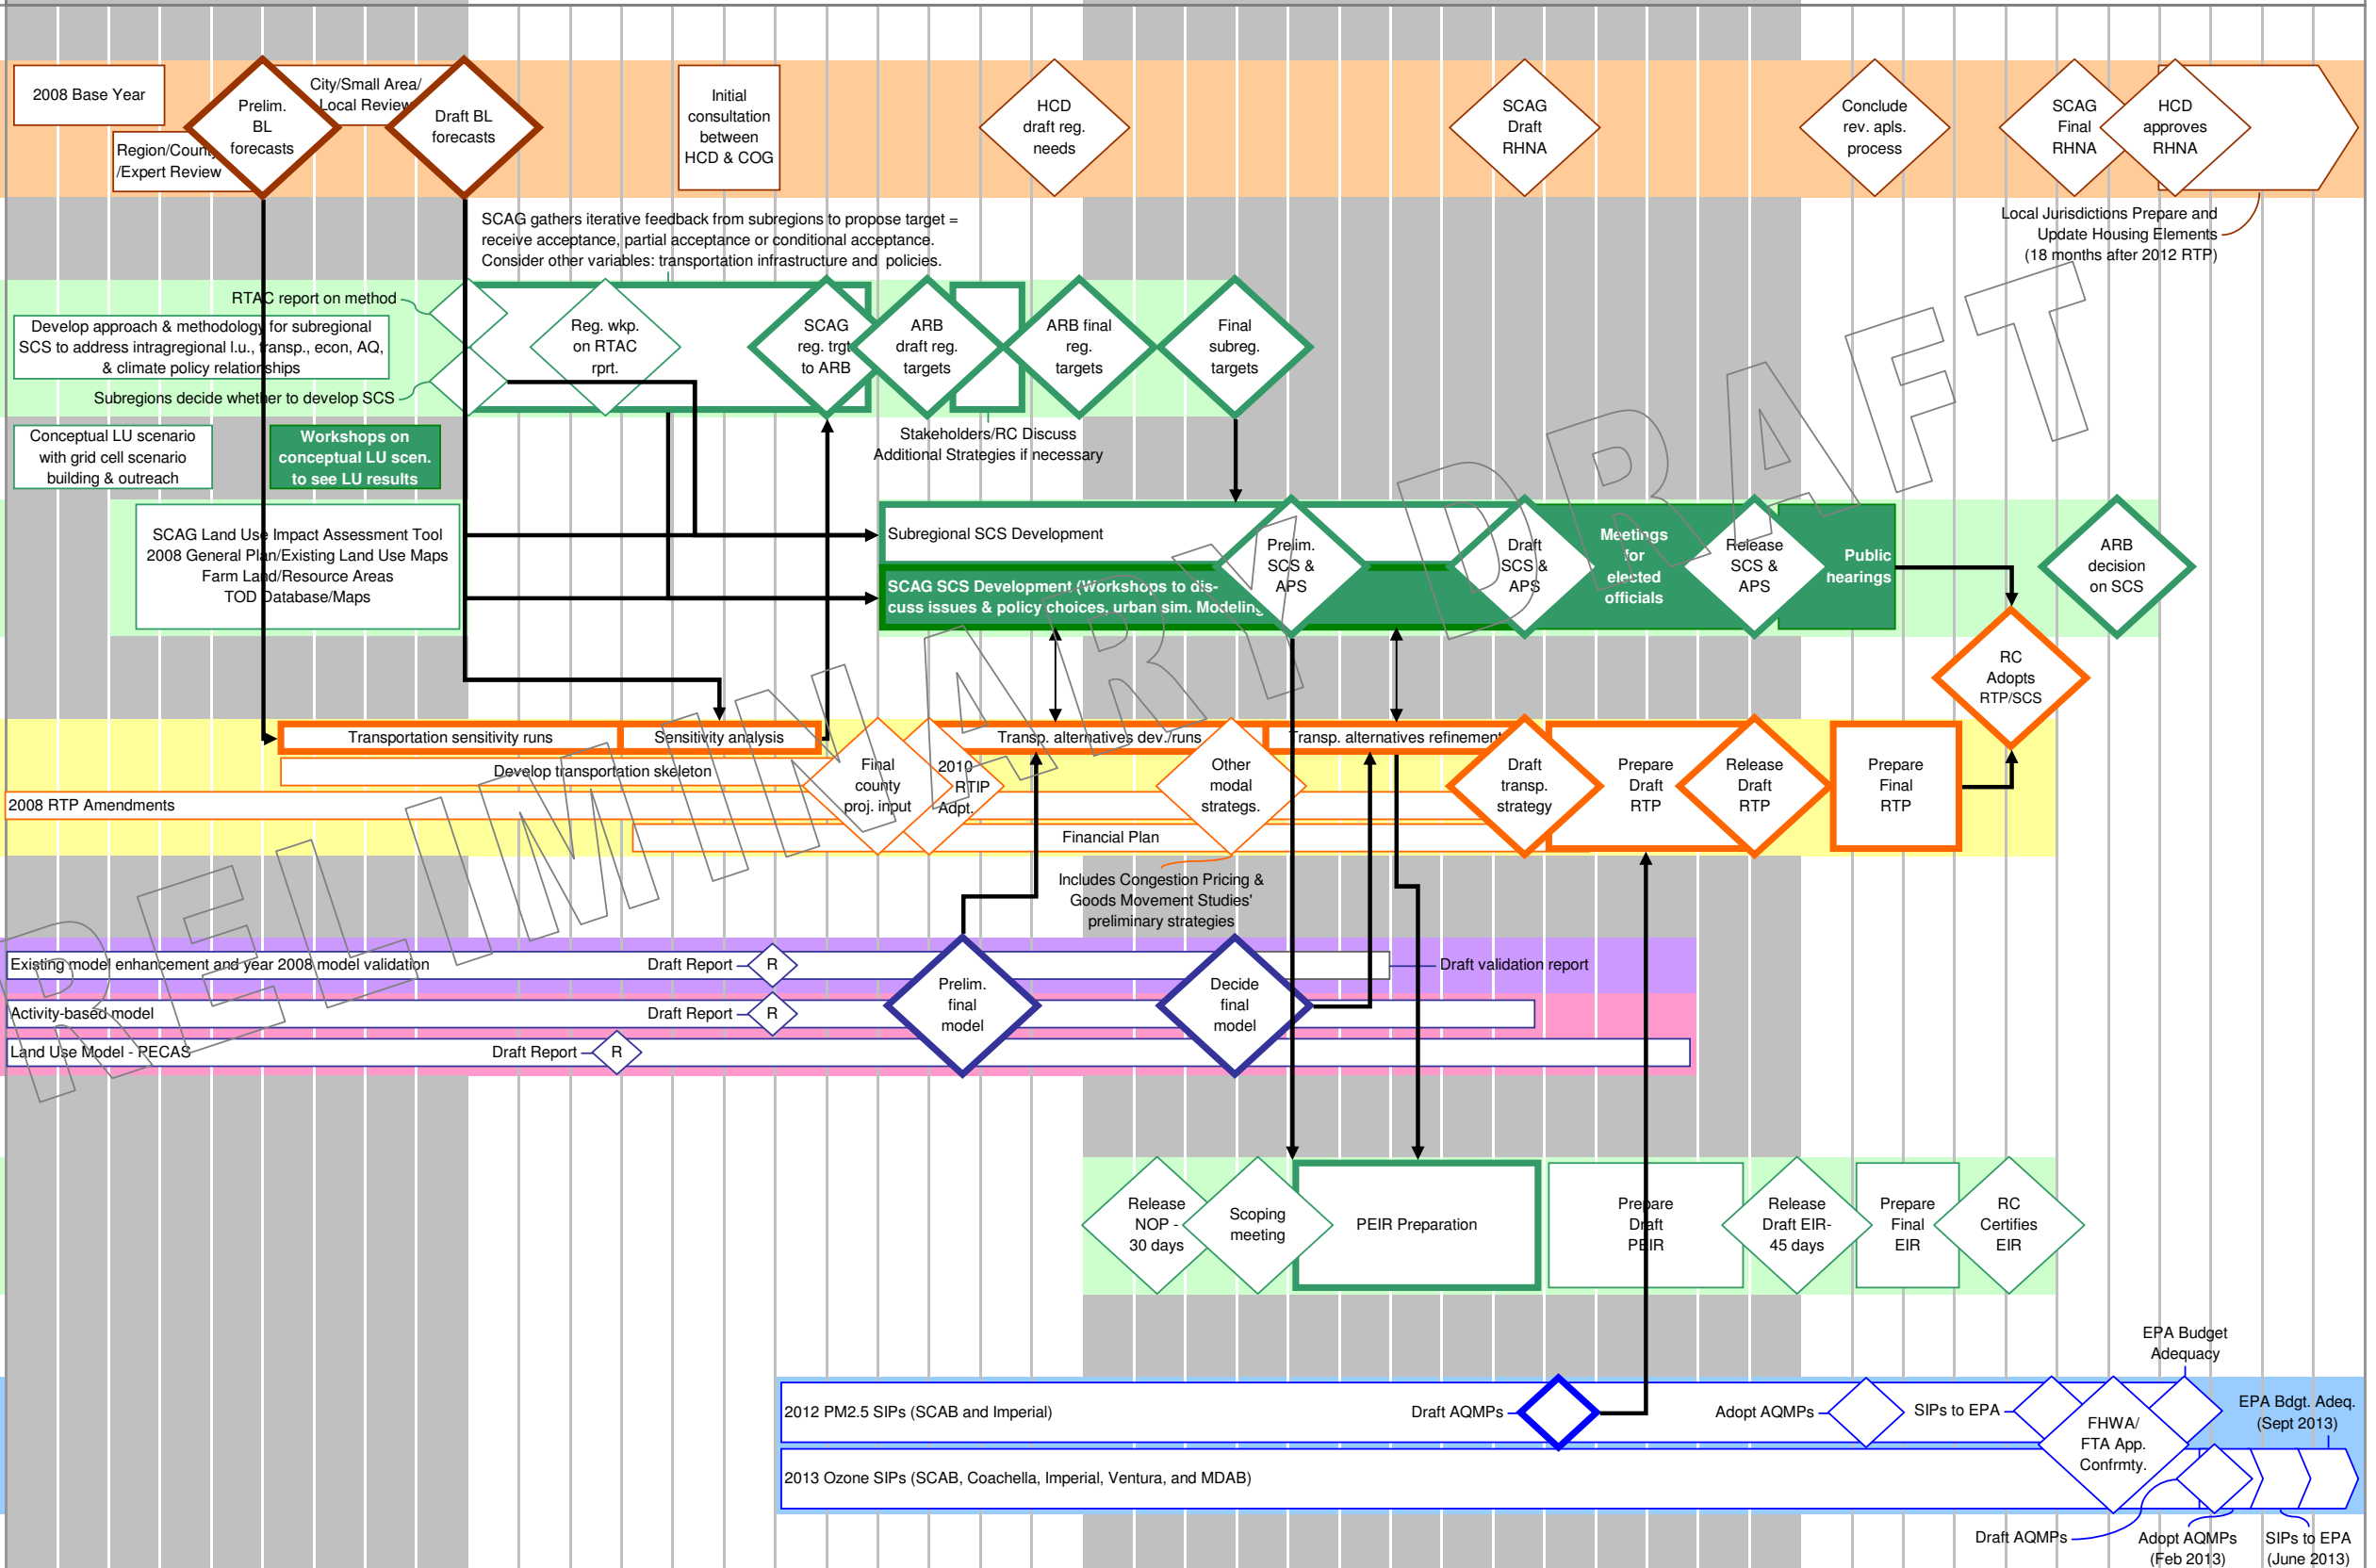 2008 Base Year
Region/County
/Expert Review
Prelim.
BL
forecasts
City/Small Area/
Local Review
Draft BL
forecasts
Initial
consultation
between
HCD & COG
HCD
draft reg.
needs
SCAG
Draft
RHNA
Conclude
rev. apls.
process
SCAG
Final
RHNA
HCD
approves
RHNA
Local Jurisdictions Prepare and
Update Housing Elements
(18 months after 2012 RTP)
SCAG gathers iterative feedback from subregions to propose target =
receive acceptance, partial acceptance or conditional acceptance.
Consider other variables: transportation infrastructure and policies.
RTAC report on method
Develop approach & methodology for subregional
SCS to address intragregional l.u., transp., econ, AQ,
& climate policy relationships
Subregions decide whether to develop SCS
Reg. wkp.
on RTAC
rprt.
SCAG
reg. trgt
to ARB
ARB
draft reg.
targets
ARB final
reg.
targets
Final
subreg.
targets
Stakeholders/RC Discuss
Additional Strategies if necessary
Conceptual LU scenario
with grid cell scenario
building & outreach
Workshops on
conceptual LU scen.
to see LU results
SCAG Land Use Impact Assessment Tool
2008 General Plan/Existing Land Use Maps
Farm Land/Resource Areas
TOD Database/Maps
Subregional SCS Development
SCAG SCS Development (Workshops to dis-
cuss issues & policy choices, urban sim. Modeling
Prelim.
SCS &
APS
Draft
SCS &
APS
Meetings
for
elected
officials
Release
SCS &
APS
Public
hearings
ARB
decision
on SCS
RC
Adopts
RTP/SCS
Transportation sensitivity runs
Sensitivity analysis
Transp. alternatives dev./runs
Transp. alternatives refinement
Develop transportation skeleton
2008 RTP Amendments
Financial Plan
Final
county
proj. input
2010
RTIP
Adpt.
Other
modal
strategs.
Draft
transp.
strategy
Prepare
Draft
RTP
Release
Draft
RTP
Prepare
Final
RTP
Includes Congestion Pricing &
Goods Movement Studies'
preliminary strategies
Existing model enhancement and year 2008 model validation
Draft Report
R
Draft validation report
Activity-based model
Draft Report
R
Land Use Model - PECAS
Draft Report
R
Prelim.
final
model
Decide
final
model
Release
NOP -
30 days
Scoping
meeting
PEIR Preparation
Prepare
Draft
PEIR
Release
Draft EIR-
45 days
Prepare
Final
EIR
RC
Certifies
EIR
EPA Budget
Adequacy
2012 PM2.5 SIPs (SCAB and Imperial)
Draft AQMPs
Adopt AQMPs
SIPs to EPA
FHWA/
FTA App.
Confrmty.
EPA Bdgt. Adeq.
(Sept 2013)
2013 Ozone SIPs (SCAB, Coachella, Imperial, Ventura, and MDAB)
Draft AQMPs
Adopt AQMPs
(Feb 2013)
SIPs to EPA
(June 2013)
RELIMINARY DRAFT